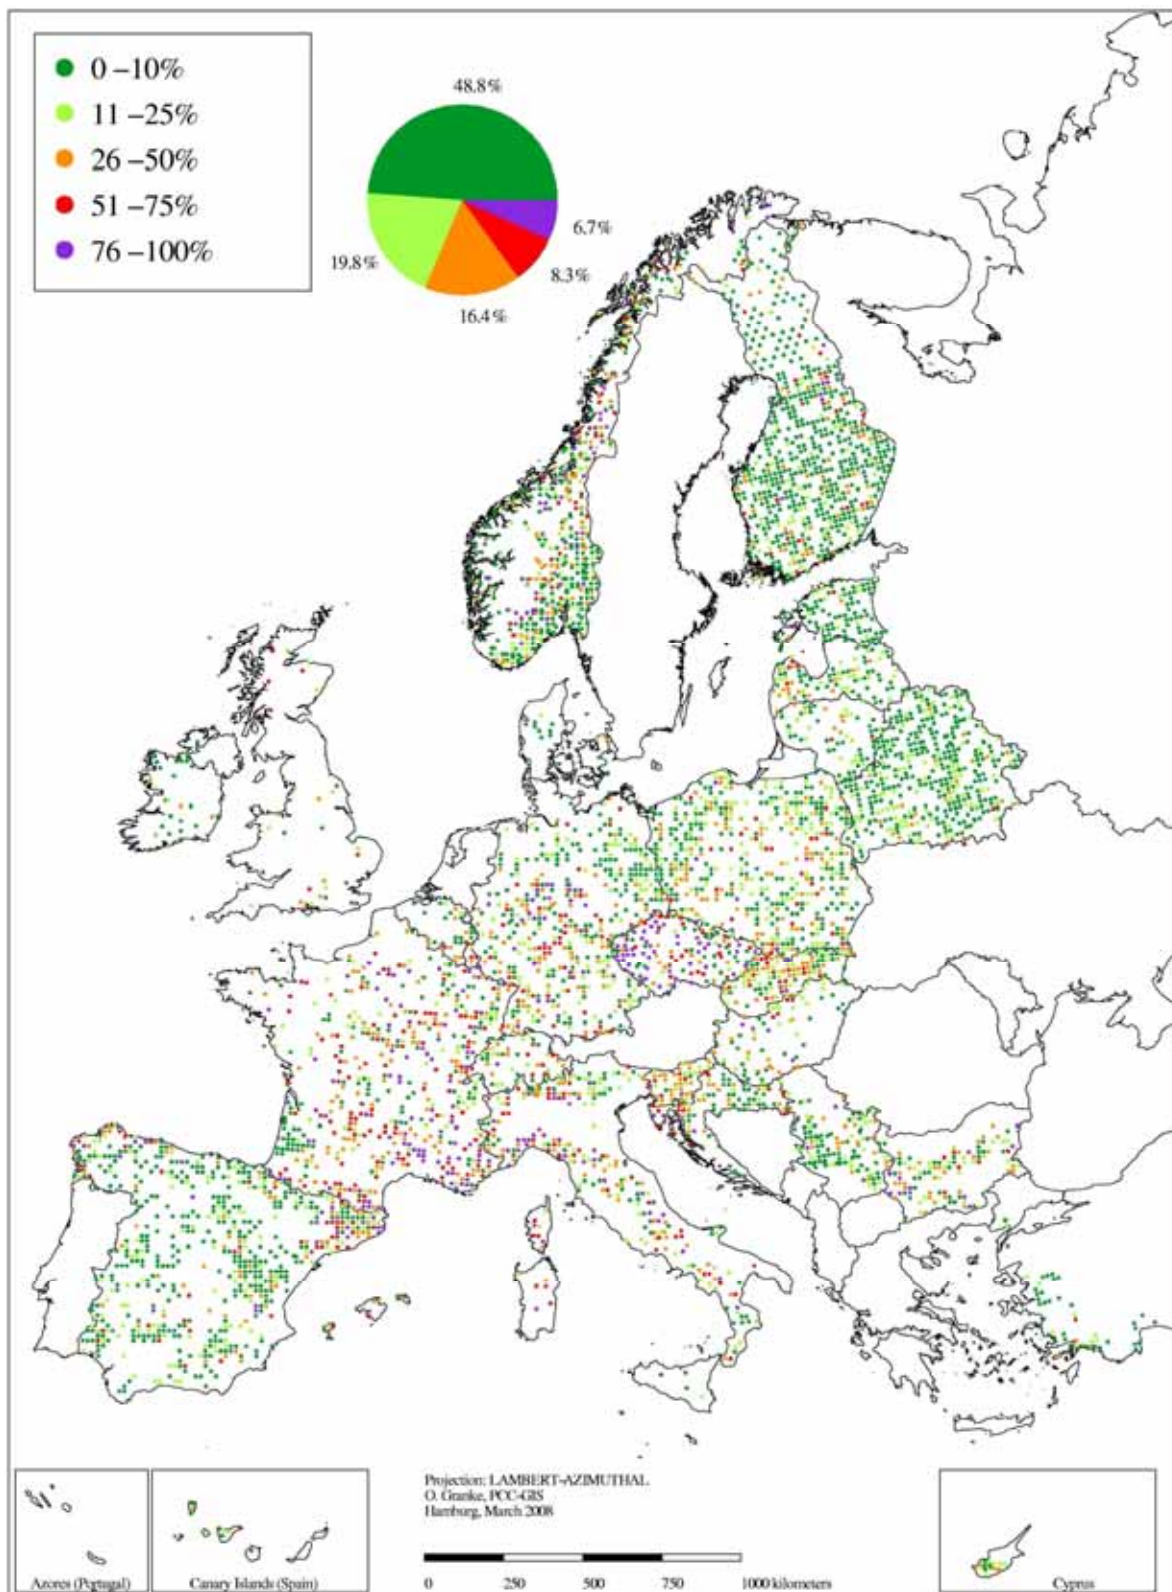 0 –10%
11 –25%
26 –50%
51 –75%
76 –100%
48.8%
6.7%
19.8%
8.3%
16.4%
Projection: LAMBERT-AZIMUTHAL
O. Granke, PCC-GIS
Hamburg, March 2008
0 250 500 750 1000 kilometers
Azores (Portugal)
Canary Islands (Spain)
Cyprus